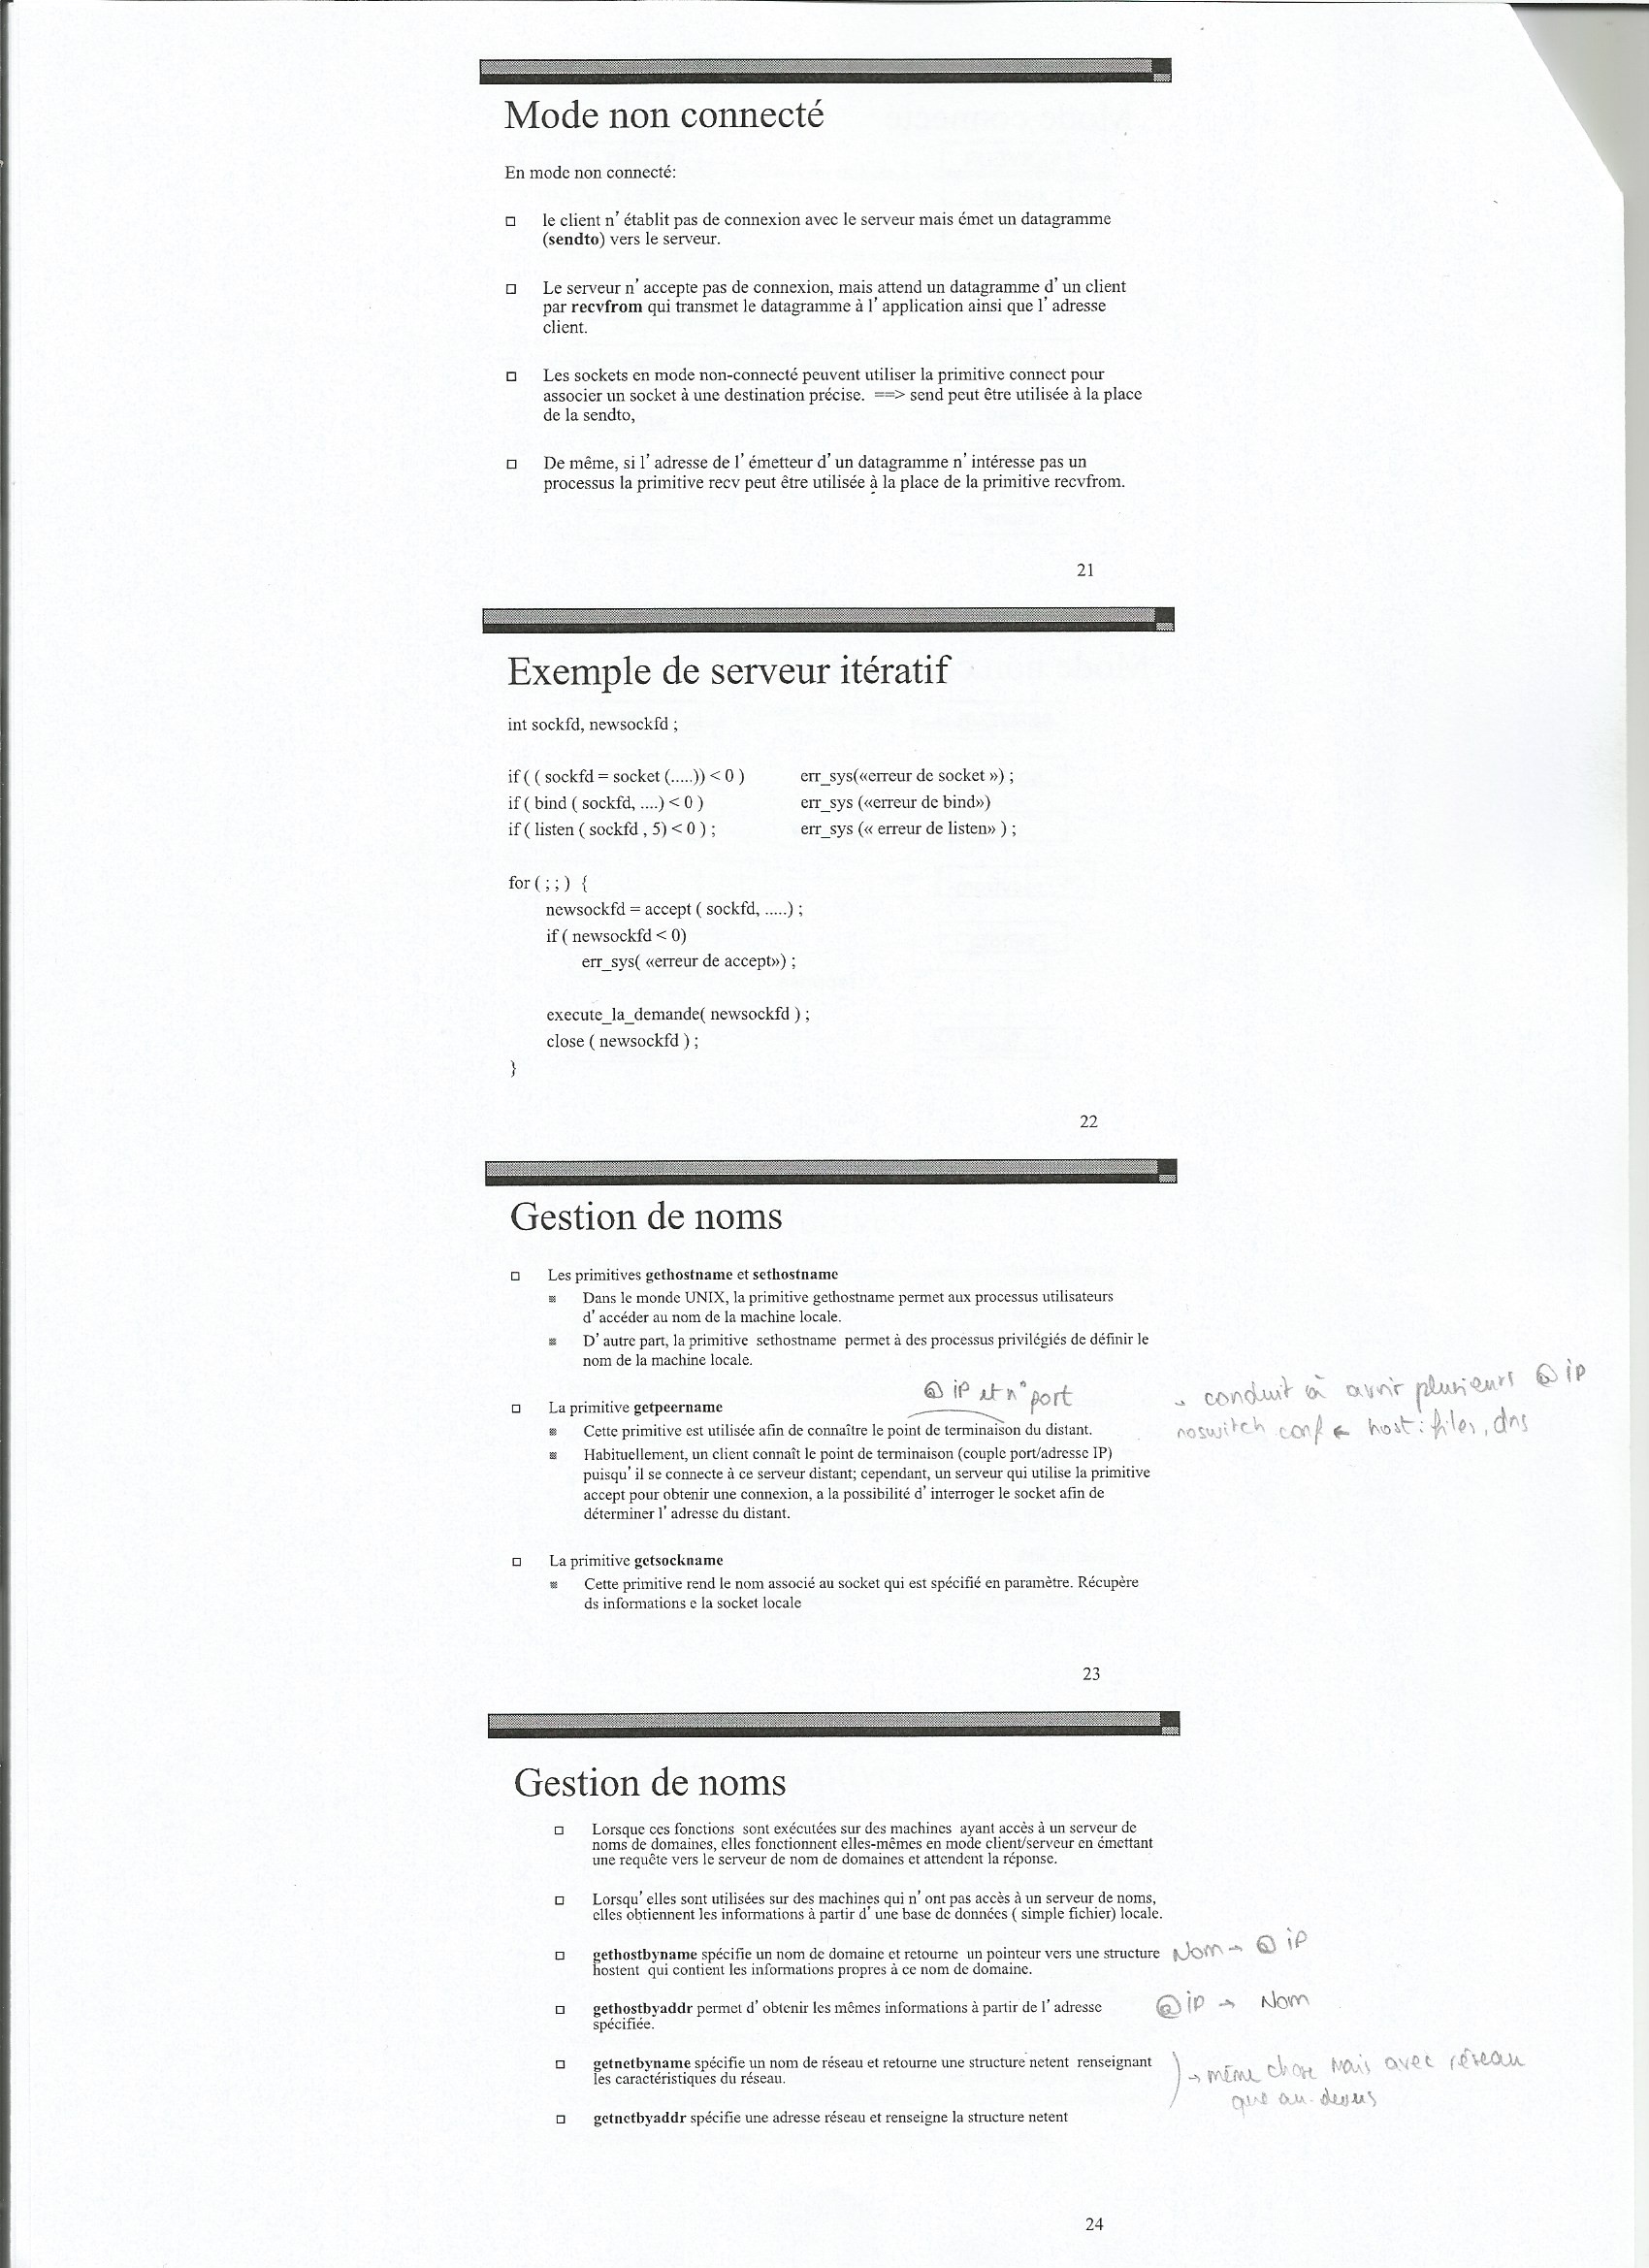 Mode non connecté
En mode non connecté:
le client n' établit pas de connexion avec le serveur mais émet un datagramme
(sendto) vers le serveur.
Le serveur n' accepte pas de connexion, mais attend un datagramme d' un client
par recvfrom qui transmet le datagramme à l' application ainsi que l' adresse
client.
Les sockets en mode non-connecté peuvent utiliser la primitive connect pour
associer un socket à une destination précise. ==> send peut être utilisée à la place
de la sendto,
De même, si l' adresse de l' émetteur d' un datagramme n' intéresse pas un
processus la primitive recv peut être utilisée à la place de la primitive recvfrom.
21
Exemple de serveur itératif
int sockfd, newsockfd ;
if ( ( sockfd = socket (.....)) < 0 ) err_sys(«erreur de socket ») ;
if ( bind ( sockfd, ....) < 0 ) err_sys («erreur de bind»)
if ( listen ( sockfd , 5) < 0 ) ; err_sys (« erreur de listen» ) ;
for ( ; ; ) {
newsockfd = accept ( sockfd, .....) ;
if ( newsockfd < 0)
err_sys( «erreur de accept») ;
execute_la_demande( newsockfd ) ;
close ( newsockfd ) ;
}
22
Gestion de noms
Les primitives gethostname et sethostname
Dans le monde UNIX, la primitive gethostname permet aux processus utilisateurs
d' accéder au nom de la machine locale.
D' autre part, la primitive sethostname permet à des processus privilégiés de définir le
nom de la machine locale.
@ iP et n° port
→ conduit à avoir plusieurs @ iP
La primitive getpeername
noswitch conf ← host : files, dns
Cette primitive est utilisée afin de connaître le point de terminaison du distant.
Habituellement, un client connaît le point de terminaison (couple port/adresse IP)
puisqu' il se connecte à ce serveur distant; cependant, un serveur qui utilise la primitive
accept pour obtenir une connexion, a la possibilité d' interroger le socket afin de
déterminer l' adresse du distant.
La primitive getsockname
Cette primitive rend le nom associé au socket qui est spécifié en paramètre. Récupère
ds informations e la socket locale
23
Gestion de noms
Lorsque ces fonctions sont exécutées sur des machines ayant accès à un serveur de
noms de domaines, elles fonctionnent elles-mêmes en mode client/serveur en émettant
une requête vers le serveur de nom de domaines et attendent la réponse.
Lorsqu' elles sont utilisées sur des machines qui n' ont pas accès à un serveur de noms,
elles obtiennent les informations à partir d' une base de données ( simple fichier) locale.
gethostbyname spécifie un nom de domaine et retourne un pointeur vers une structure Nom → @ iP
hostent qui contient les informations propres à ce nom de domaine.
gethostbyaddr permet d' obtenir les mêmes informations à partir de l' adresse @ iP → Nom
spécifiée.
getnetbyname spécifie un nom de réseau et retourne une structure netent renseignant
les caractéristiques du réseau.
) → même chose mais avec réseau
que au-dessus
getnetbyaddr spécifie une adresse réseau et renseigne la structure netent
24